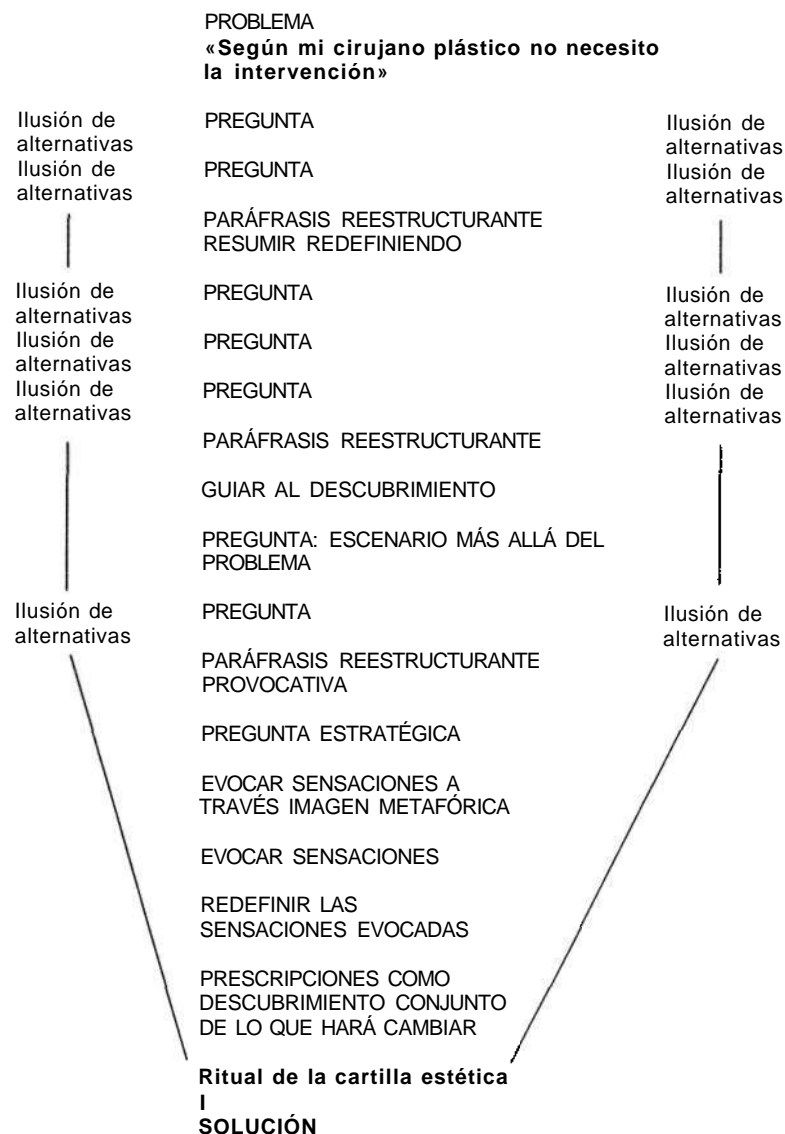 PROBLEMA
«Según mi cirujano plástico no necesito
la intervención»
Ilusión de
alternativas
Ilusión de
alternativas
PREGUNTA
PREGUNTA
Ilusión de
alternativas
Ilusión de
alternativas
PARÁFRASIS REESTRUCTURANTE
RESUMIR REDEFINIENDO
Ilusión de
alternativas
Ilusión de
alternativas
Ilusión de
alternativas
PREGUNTA
PREGUNTA
PREGUNTA
Ilusión de
alternativas
Ilusión de
alternativas
Ilusión de
alternativas
PARÁFRASIS REESTRUCTURANTE
GUIAR AL DESCUBRIMIENTO
PREGUNTA: ESCENARIO MÁS ALLÁ DEL
PROBLEMA
Ilusión de
alternativas
PREGUNTA
Ilusión de
alternativas
PARÁFRASIS REESTRUCTURANTE
PROVOCATIVA
PREGUNTA ESTRATÉGICA
EVOCAR SENSACIONES A
TRAVÉS IMAGEN METAFÓRICA
EVOCAR SENSACIONES
REDEFINIR LAS
SENSACIONES EVOCADAS
PRESCRIPCIONES COMO
DESCUBRIMIENTO CONJUNTO
DE LO QUE HARÁ CAMBIAR
Ritual de la cartilla estética
I
SOLUCIÓN